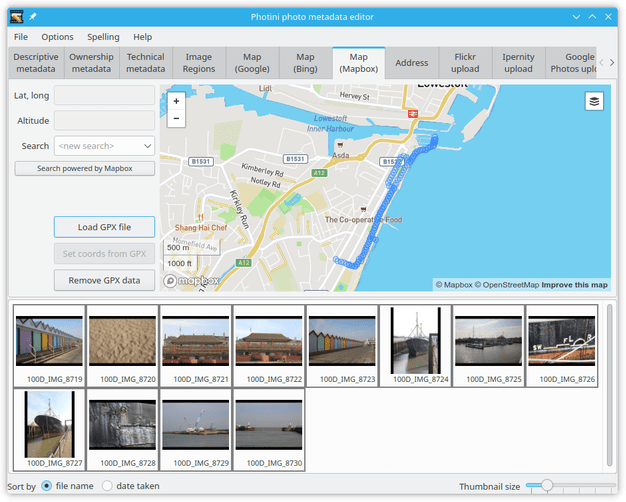 Photini photo metadata editor
File Options Spelling Help
Descriptive metadata
Ownership metadata
Technical metadata
Image Regions
Map (Google)
Map (Bing)
Map (Mapbox)
Address
Flickr upload
Ipernity upload
Google Photos uplo
Lat, long
Altitude
Search <new search>
Search powered by Mapbox
Load GPX file
Set coords from GPX
Remove GPX data
+
−
Lidl
Lowestoft
Hervey St
Lowestoft
Inner Harbour
Asda
B1531
B1531
B1532
Kimberley Rd
A12
Notley Rd
Kirkley Run
Shang Hai Chef
The Co-operative Food
Homefield Ave
500 m
1000 ft
A12
mapbox
© Mapbox © OpenStreetMap Improve this map
100D_IMG_8719 100D_IMG_8720 100D_IMG_8721 100D_IMG_8722 100D_IMG_8723 100D_IMG_8724 100D_IMG_8725 100D_IMG_8726
100D_IMG_8727 100D_IMG_8728 100D_IMG_8729 100D_IMG_8730
Sort by file name date taken Thumbnail size